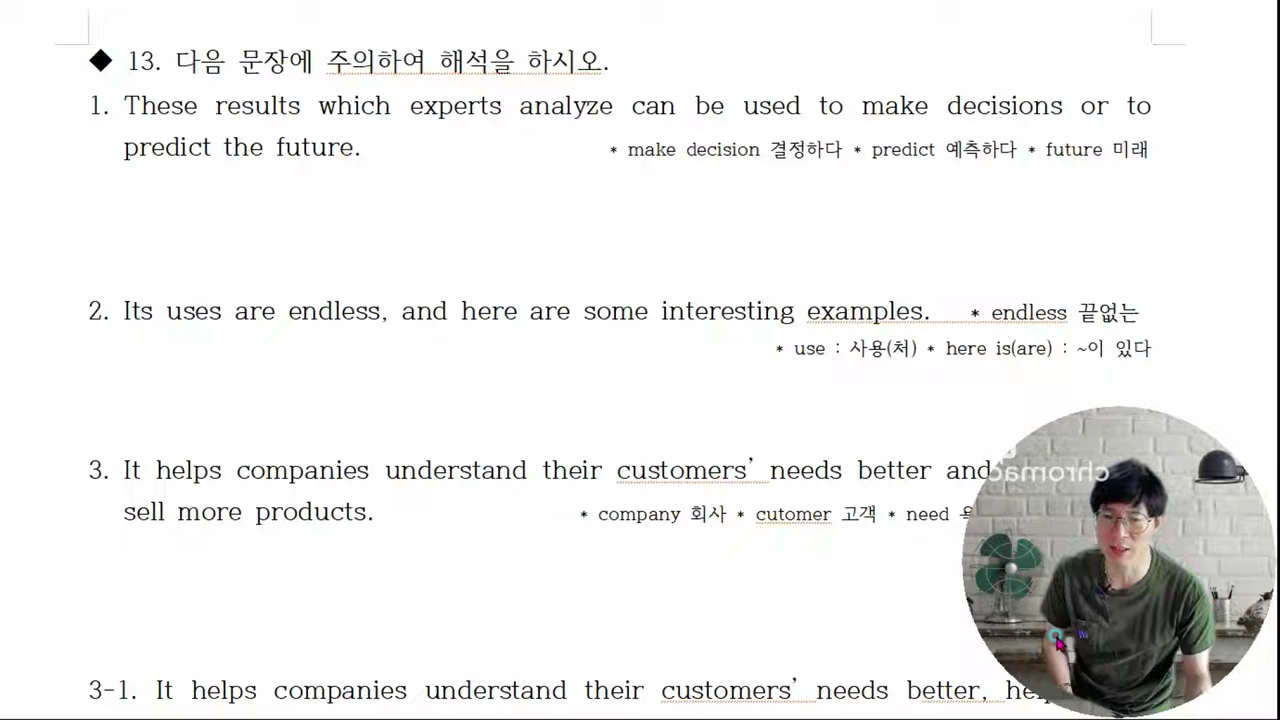 ◆ 13. 다음 문장에 주의하여 해석을 하시오.
1. These results which experts analyze can be used to make decisions or to
predict the future. * make decision 결정하다 * predict 예측하다 * future 미래
2. Its uses are endless, and here are some interesting examples. * endless 끝없는
* use : 사용(처) * here is(are) : ~이 있다
3. It helps companies understand their customers’ needs better and
sell more products. * company 회사 * cutomer 고객 * need
3-1. It helps companies understand their customers’ needs better,